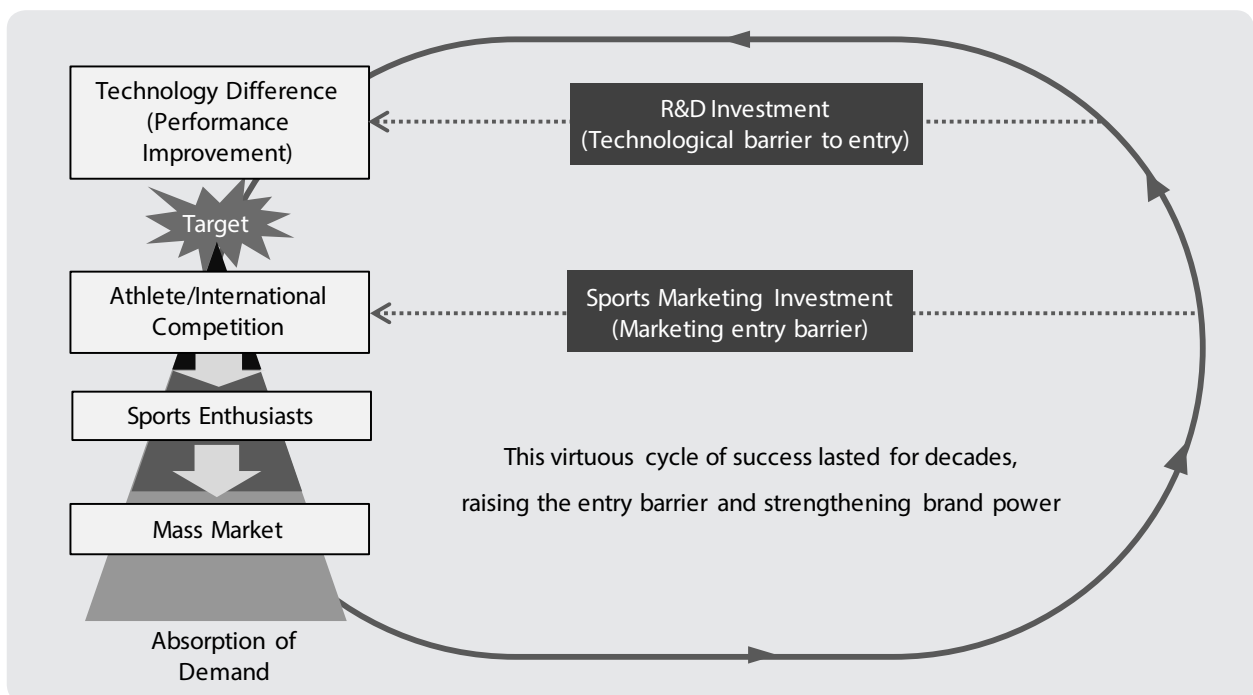 Technology Difference
(Performance
Improvement)
R&D Investment
(Technological barrier to entry)
Target
Athlete/International
Competition
Sports Marketing Investment
(Marketing entry barrier)
Sports Enthusiasts
This virtuous cycle of success lasted for decades,
raising the entry barrier and strengthening brand power
Mass Market
Absorption of
Demand